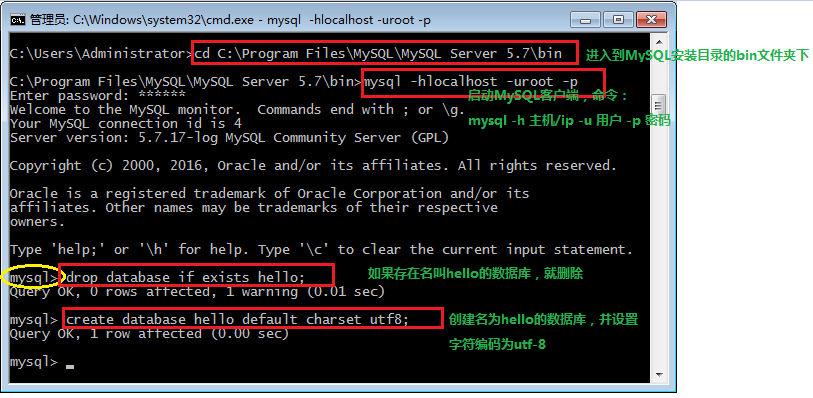 管理员: C:\Windows\system32\cmd.exe - mysql  -hlocalhost -uroot -p
C:\Users\Administrator>cd C:\Program Files\MySQL\MySQL Server 5.7\bin
进入到MySQL安装目录的bin文件夹下
C:\Program Files\MySQL\MySQL Server 5.7\bin>mysql -hlocalhost -uroot -p
Enter password: ******
启动MySQL客户端，命令：
Welcome to the MySQL monitor.  Commands end with ; or \g.
Your MySQL connection id is 4
mysql -h 主机/ip -u 用户 -p 密码
Server version: 5.7.17-log MySQL Community Server (GPL)
Copyright (c) 2000, 2016, Oracle and/or its affiliates. All rights reserved.
Oracle is a registered trademark of Oracle Corporation and/or its
affiliates. Other names may be trademarks of their respective
owners.
Type 'help;' or '\h' for help. Type '\c' to clear the current input statement.
mysql> drop database if exists hello;
如果存在名叫hello的数据库，就删除
Query OK, 0 rows affected, 1 warning (0.01 sec)
mysql> create database hello default charset utf8;
创建名为hello的数据库，并设置
Query OK, 1 row affected (0.00 sec)
字符编码为utf-8
mysql> _